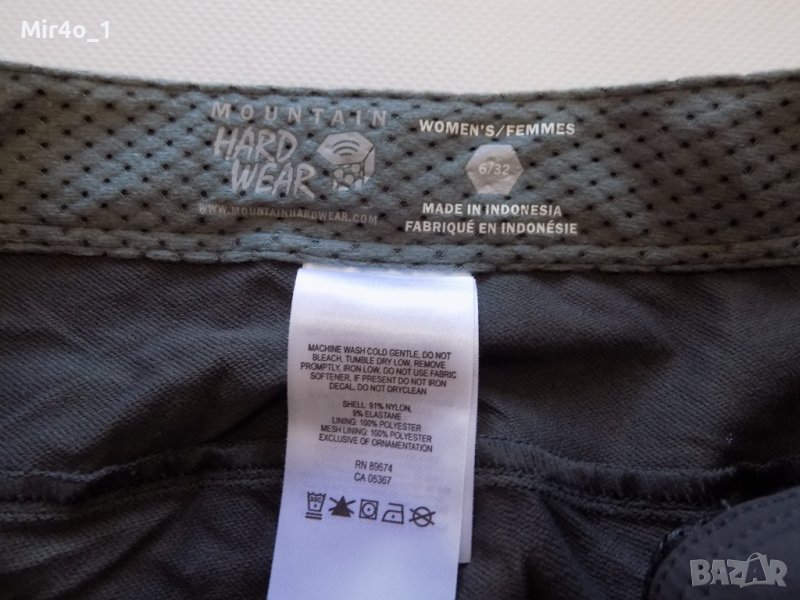 Mir4o_1
MOUNTAIN
HARD
WEAR
WWW.MOUNTAINHARDWEAR.COM
WOMEN'S/FEMMES
6/32
MADE IN INDONESIA
FABRIQUÉ EN INDONÉSIE
MACHINE WASH COLD GENTLE, DO NOT
BLEACH, TUMBLE DRY LOW, REMOVE
PROMPTLY, IRON LOW, DO NOT USE FABRIC
SOFTENER, IF PRESENT DO NOT IRON
DECAL, DO NOT DRYCLEAN
SHELL: 91% NYLON,
9% ELASTANE
LINING: 100% POLYESTER
MESH LINING: 100% POLYESTER
EXCLUSIVE OF ORNAMENTATION
RN 89674
CA 05367
BAZAR